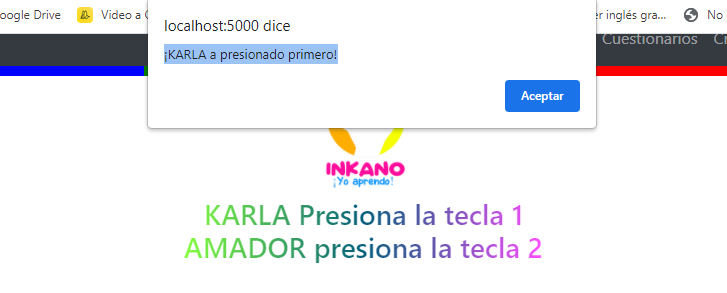 oogle Drive
Video a
er inglés gra...
No
localhost:5000 dice
¡KARLA a presionado primero!
Aceptar
Cuestionarios
INKANO
¡Yo aprendo!
KARLA Presiona la tecla 1
AMADOR presiona la tecla 2